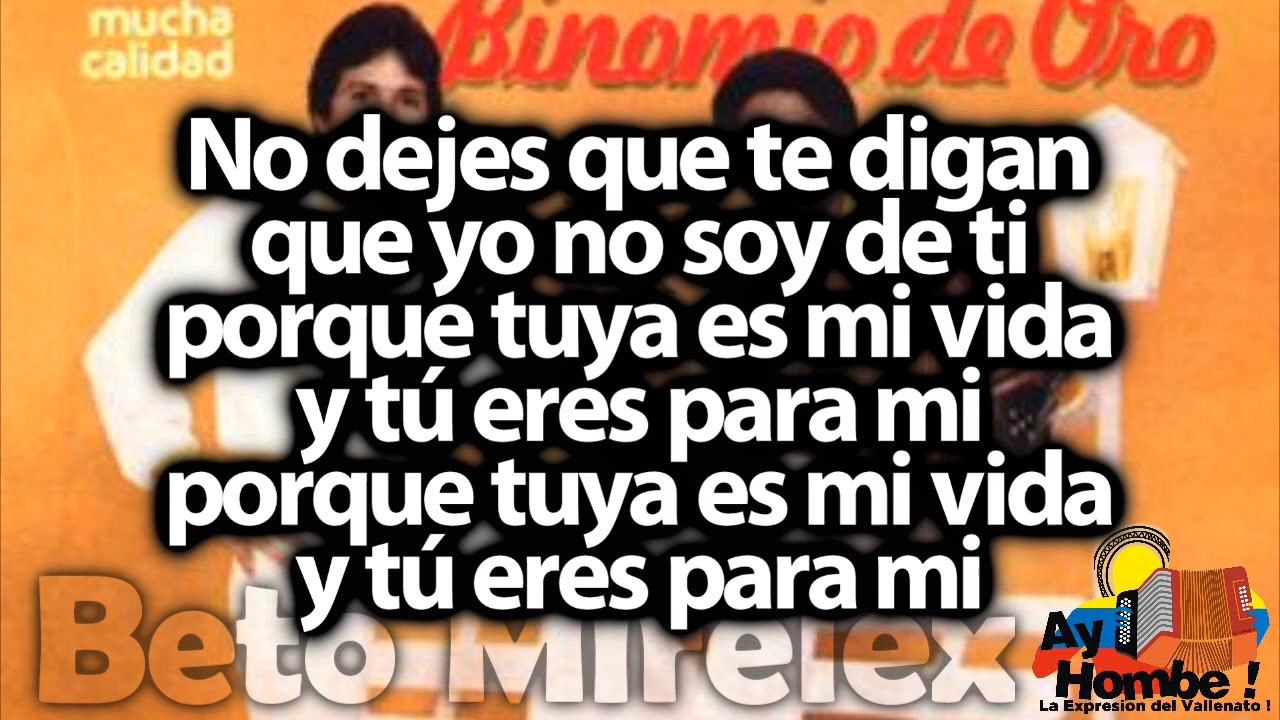 mucha
calidad
Binomio de Oro
No dejes que te digan
que yo no soy de ti
porque tuya es mi vida
y tú eres para mi
porque tuya es mi vida
y tú eres para mi
Beto Mirelex
Ay
Hombe !
La Expresion del Vallenato !